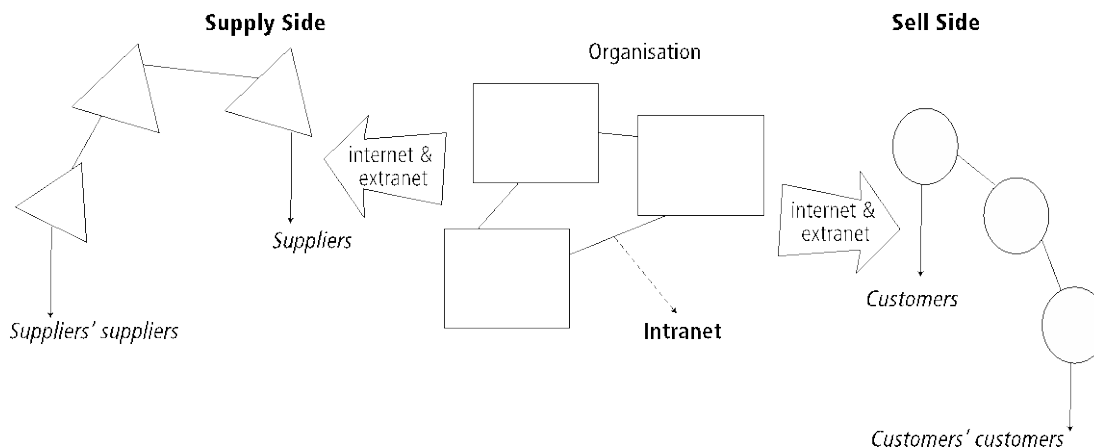 Supply Side
Organisation
Sell Side
internet &
extranet
Suppliers
Suppliers' suppliers
Intranet
internet &
extranet
Customers
Customers' customers